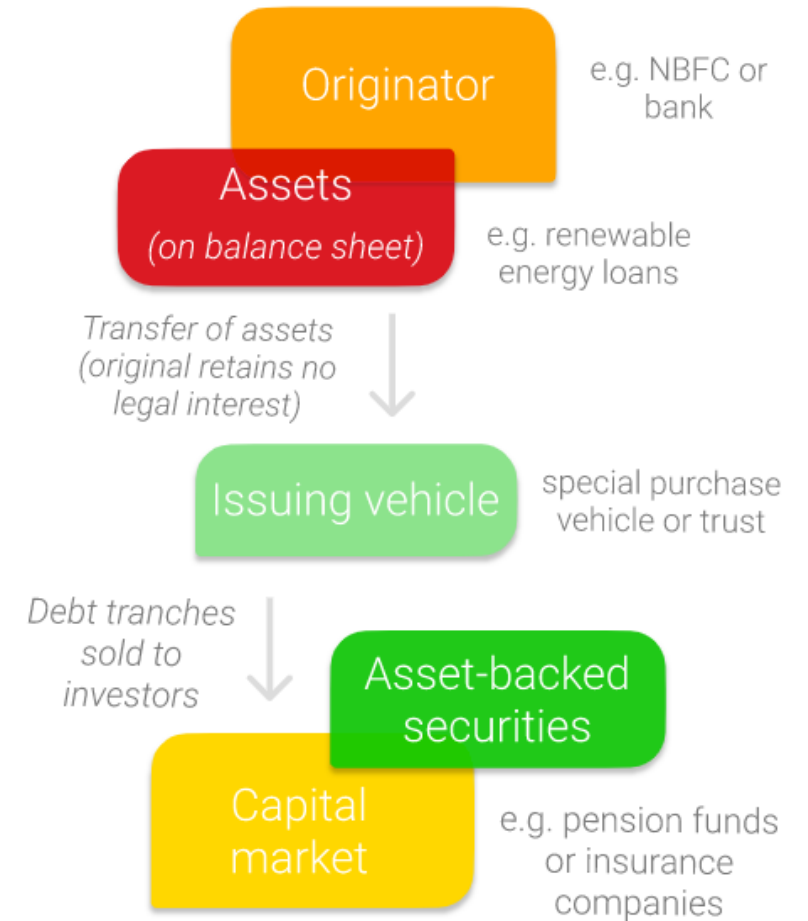 Originator
e.g. NBFC or
bank
Assets
(on balance sheet)
e.g. renewable
energy loans
Transfer of assets
(original retains no
legal interest)
Issuing vehicle
special purchase
vehicle or trust
Debt tranches
sold to
investors
Asset-backed
securities
Capital
market
e.g. pension funds
or insurance
companies